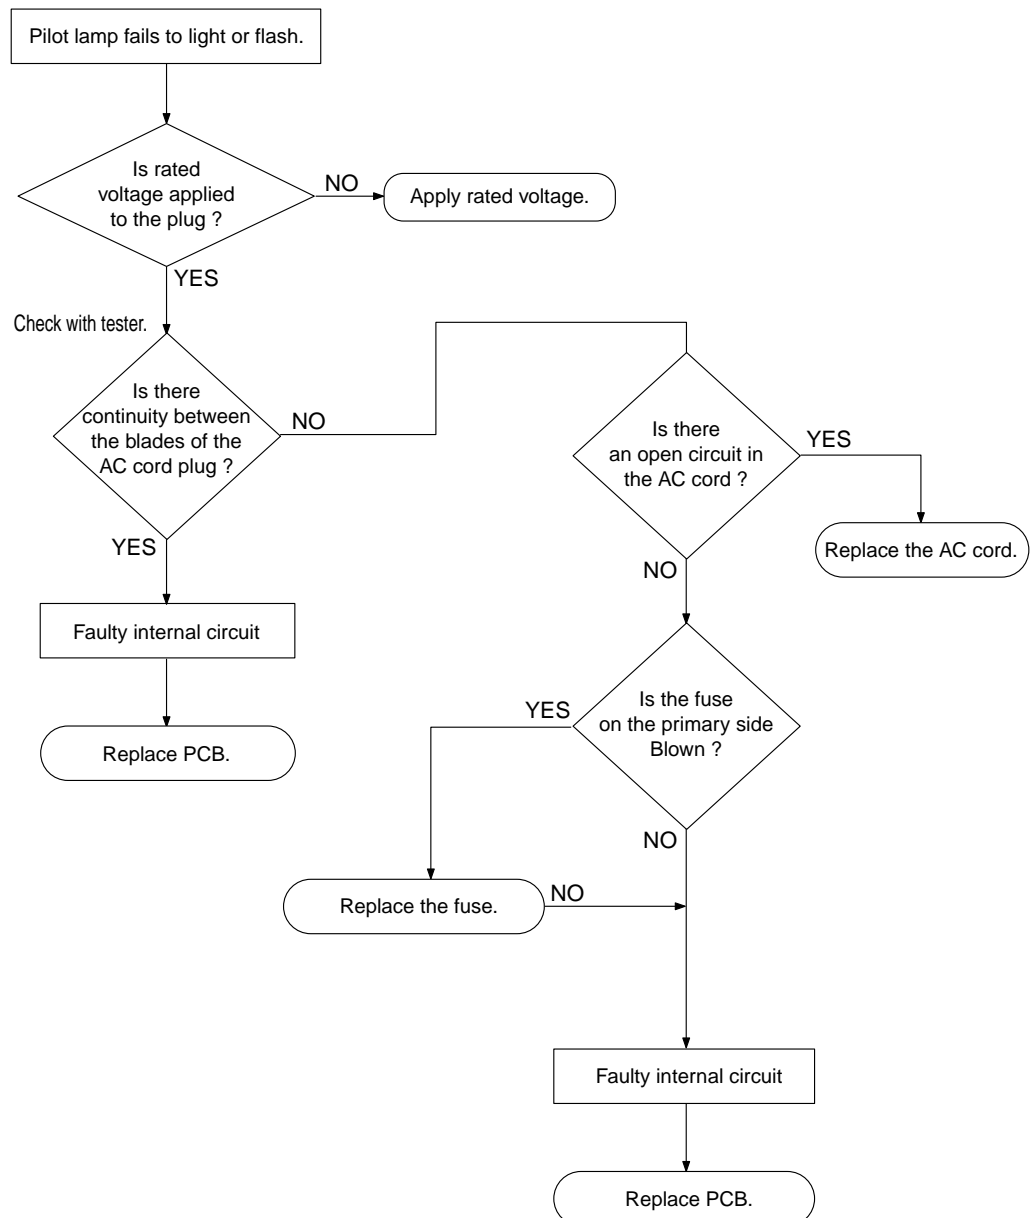 Pilot lamp fails to light or flash.
Is rated
voltage applied
to the plug ?
NO
Apply rated voltage.
YES
Check with tester.
Is there
continuity between
the blades of the
AC cord plug ?
NO
Is there
an open circuit in
the AC cord ?
YES
Replace the AC cord.
YES
NO
Faulty internal circuit
Replace PCB.
Is the fuse
on the primary side
Blown ?
YES
NO
Replace the fuse.
NO
Faulty internal circuit
Replace PCB.